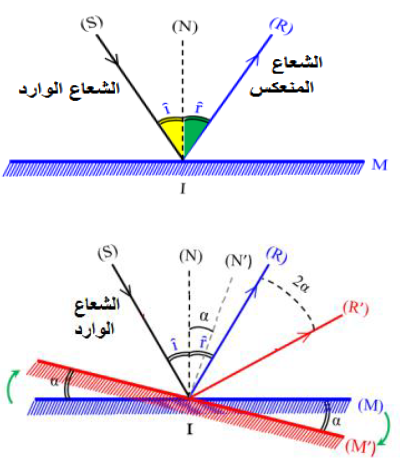 (S) (N) (R)
الشعاع
المنعكس
الشعاع الوارد
î r̂
M
I
(S) (N) (N') (R)
2α
الشعاع
الوارد
α
(R')
î r̂
α
(M)
I
α
(M')